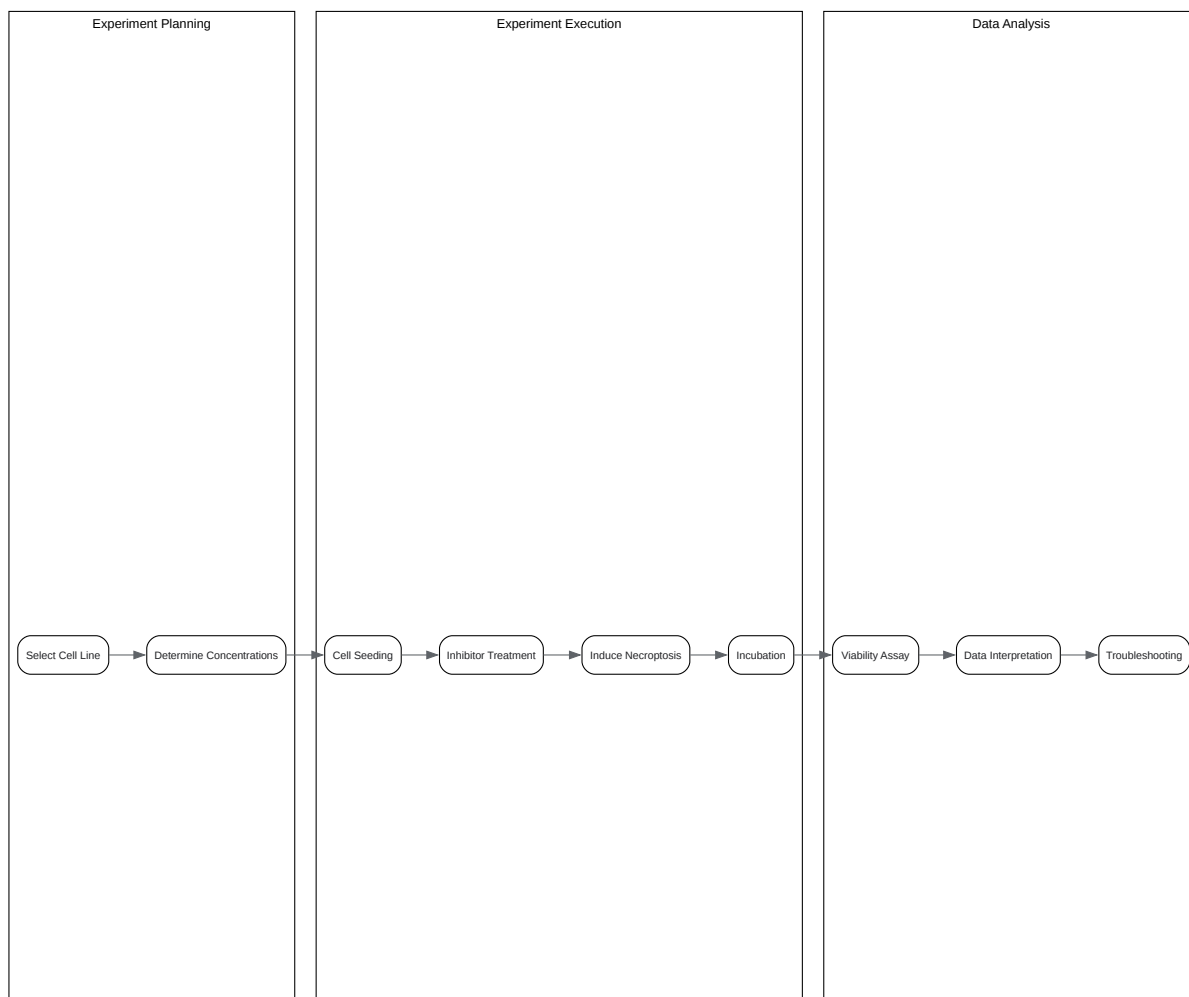 Experiment Planning
Experiment Execution
Data Analysis
Select Cell Line
Determine Concentrations
Cell Seeding
Inhibitor Treatment
Induce Necroptosis
Incubation
Viability Assay
Data Interpretation
Troubleshooting